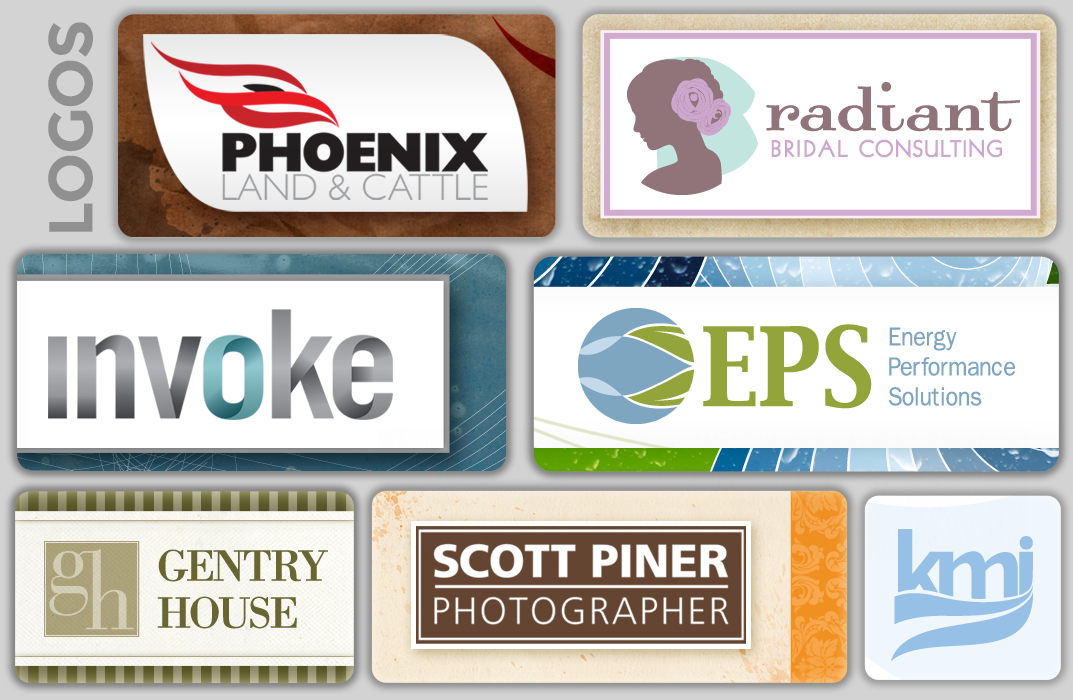 LOGOS
PHOENIX
LAND & CATTLE
radiant
BRIDAL CONSULTING
invoke
EPS
Energy
Performance
Solutions
gh
GENTRY
HOUSE
SCOTT PINER
PHOTOGRAPHER
kmi